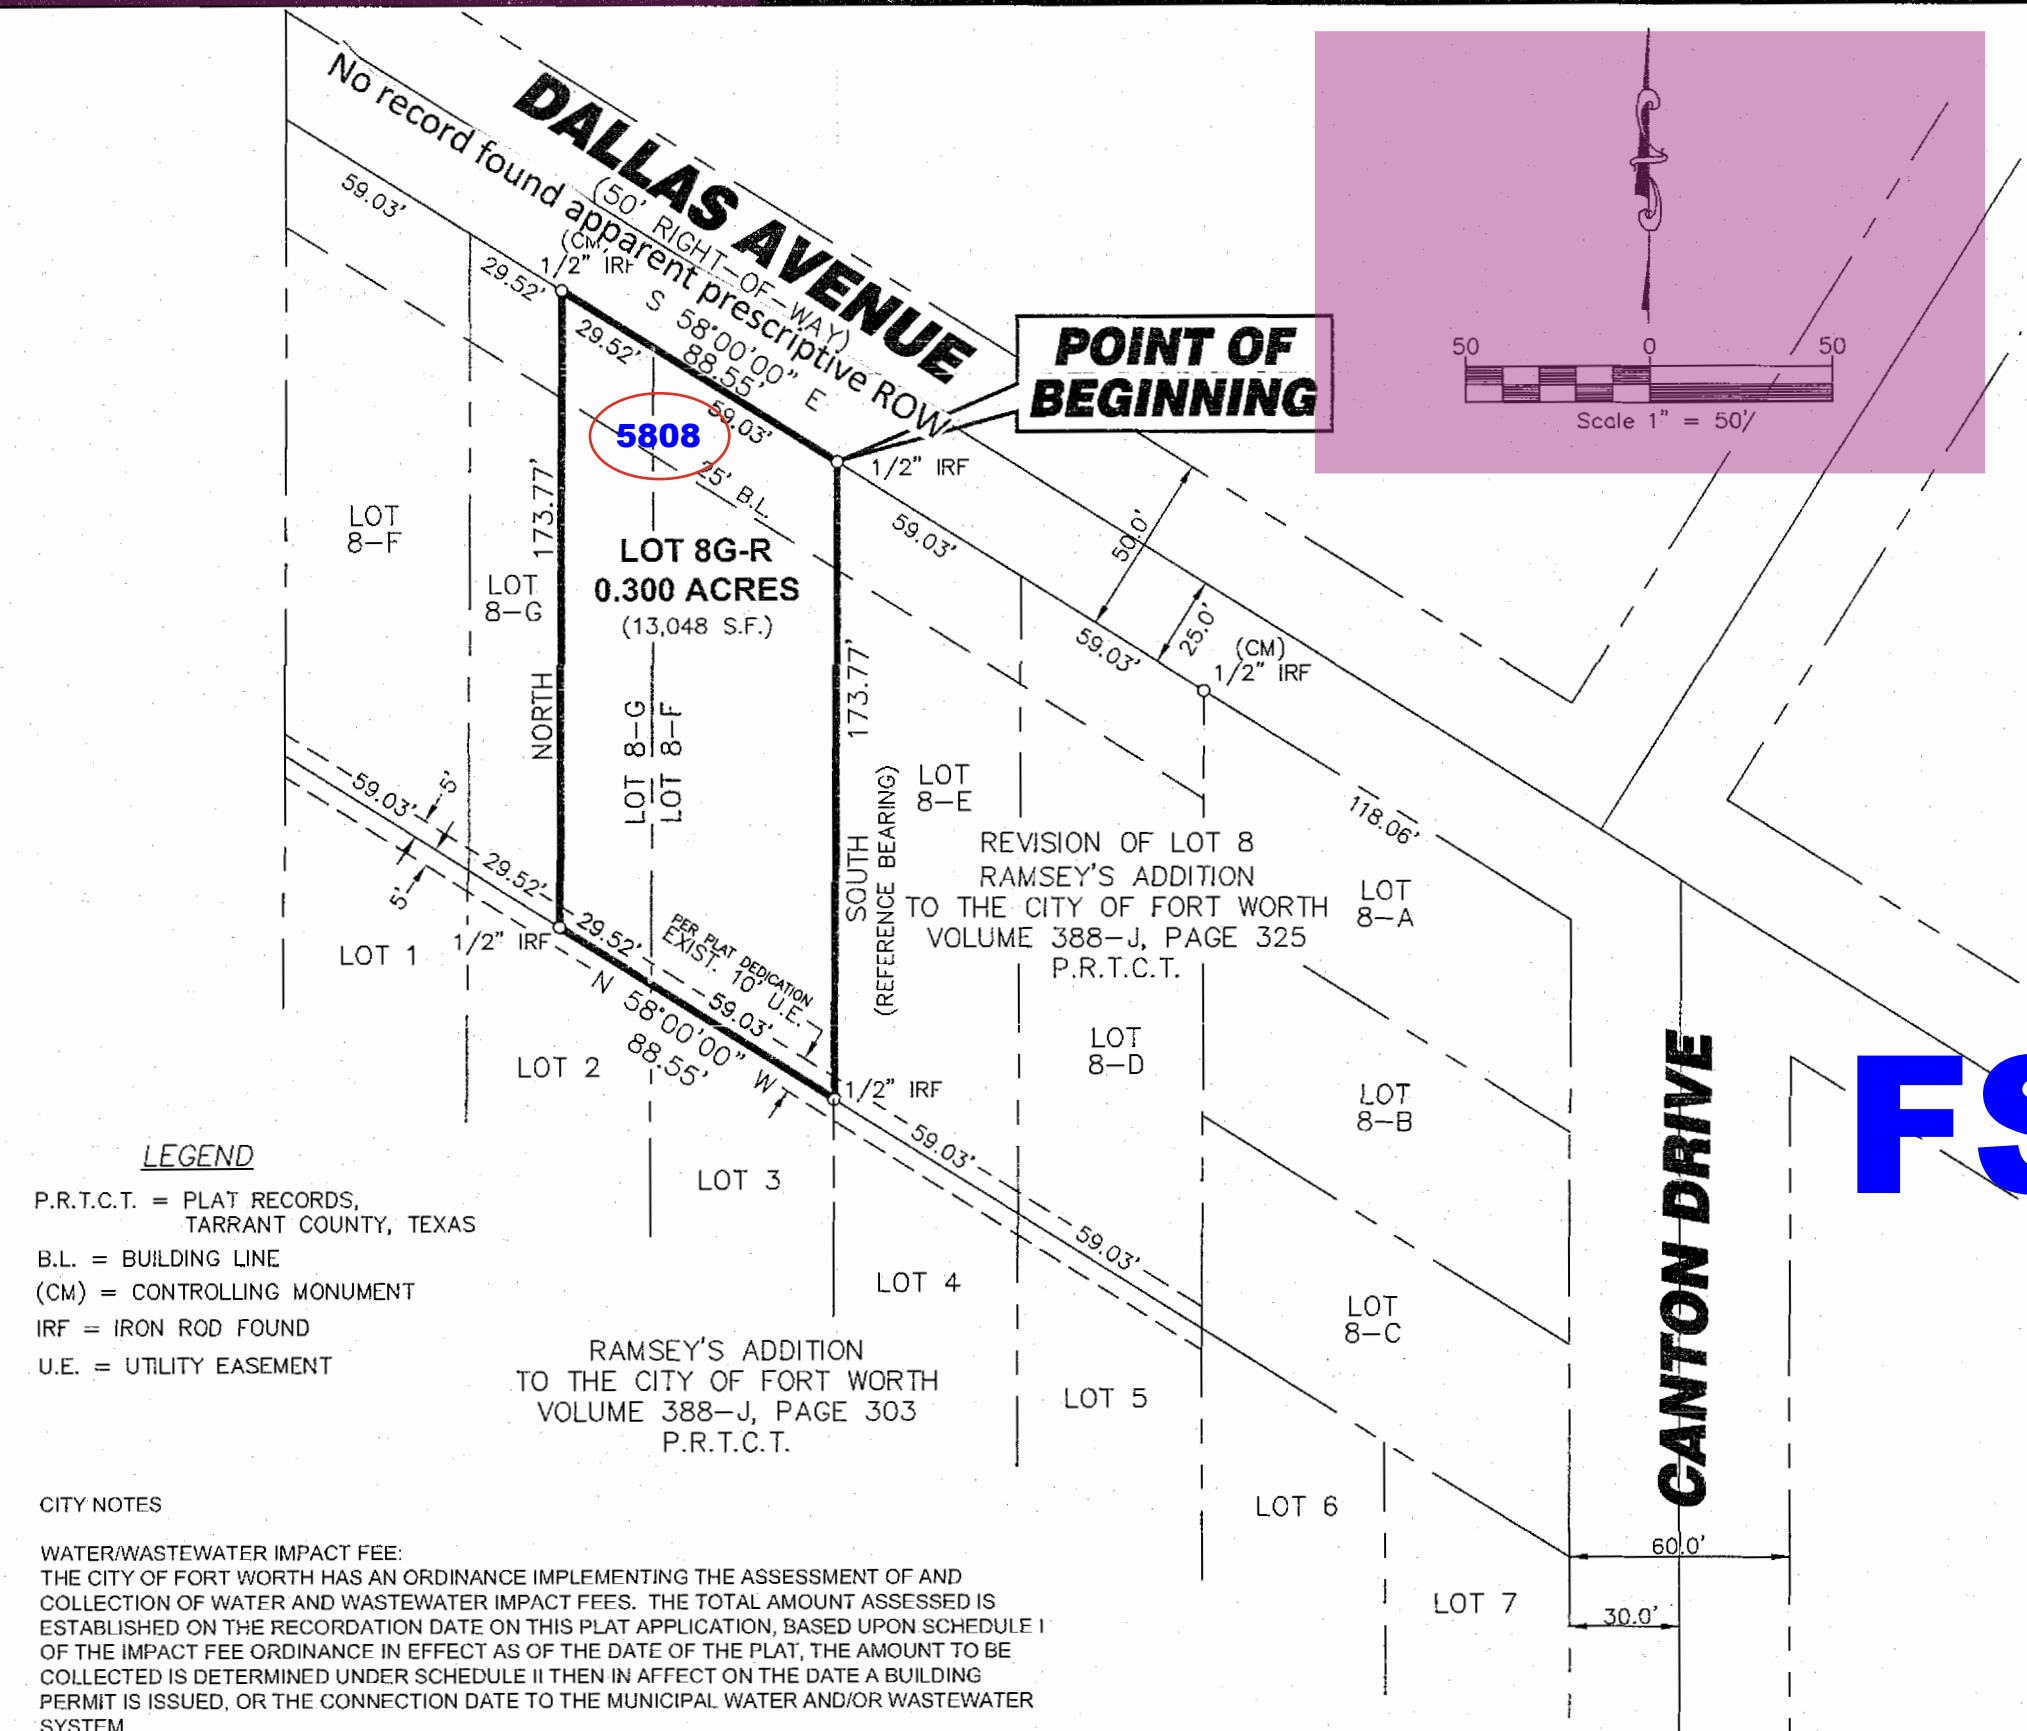 DALLAS AVENUE
(50' RIGHT-OF-WAY)
No record found apparent prescriptive ROW
59.03'
29.52'
(CM)
1/2" IRF
S 58°00'00" E
88.55'
29.52'
59.03'
POINT OF
BEGINNING
50 0 50
Scale 1" = 50'
5808
25' B.L.
1/2" IRF
59.03'
50.0'
25.0'
59.03'
(CM)
1/2" IRF
118.06'
LOT
8-F
LOT
8-G
173.77'
NORTH
LOT 8G-R
0.300 ACRES
(13,048 S.F.)
LOT 8-G
LOT 8-F
173.77'
SOUTH
(REFERENCE BEARING)
LOT
8-E
REVISION OF LOT 8
RAMSEY'S ADDITION
TO THE CITY OF FORT WORTH
VOLUME 388-J, PAGE 325
P.R.T.C.T.
LOT
8-A
59.03'
5'
5'
29.52'
1/2" IRF
29.52'
PER PLAT DEDICATION
EXIST. 10' U.E.
59.03'
N 58°00'00" W
88.55'
1/2" IRF
LOT 1
LOT 2
LOT 3
LOT 4
LOT 5
LOT 6
LOT 7
LOT
8-D
LOT
8-B
LOT
8-C
59.03'
59.03'
CANTON DRIVE
FS
60.0'
30.0'
LEGEND
P.R.T.C.T. = PLAT RECORDS,
TARRANT COUNTY, TEXAS
B.L. = BUILDING LINE
(CM) = CONTROLLING MONUMENT
IRF = IRON ROD FOUND
U.E. = UTILITY EASEMENT
RAMSEY'S ADDITION
TO THE CITY OF FORT WORTH
VOLUME 388-J, PAGE 303
P.R.T.C.T.
CITY NOTES
WATER/WASTEWATER IMPACT FEE:
THE CITY OF FORT WORTH HAS AN ORDINANCE IMPLEMENTING THE ASSESSMENT OF AND
COLLECTION OF WATER AND WASTEWATER IMPACT FEES. THE TOTAL AMOUNT ASSESSED IS
ESTABLISHED ON THE RECORDATION DATE ON THIS PLAT APPLICATION, BASED UPON SCHEDULE I
OF THE IMPACT FEE ORDINANCE IN EFFECT AS OF THE DATE OF THE PLAT, THE AMOUNT TO BE
COLLECTED IS DETERMINED UNDER SCHEDULE II THEN IN AFFECT ON THE DATE A BUILDING
PERMIT IS ISSUED, OR THE CONNECTION DATE TO THE MUNICIPAL WATER AND/OR WASTEWATER
SYSTEM